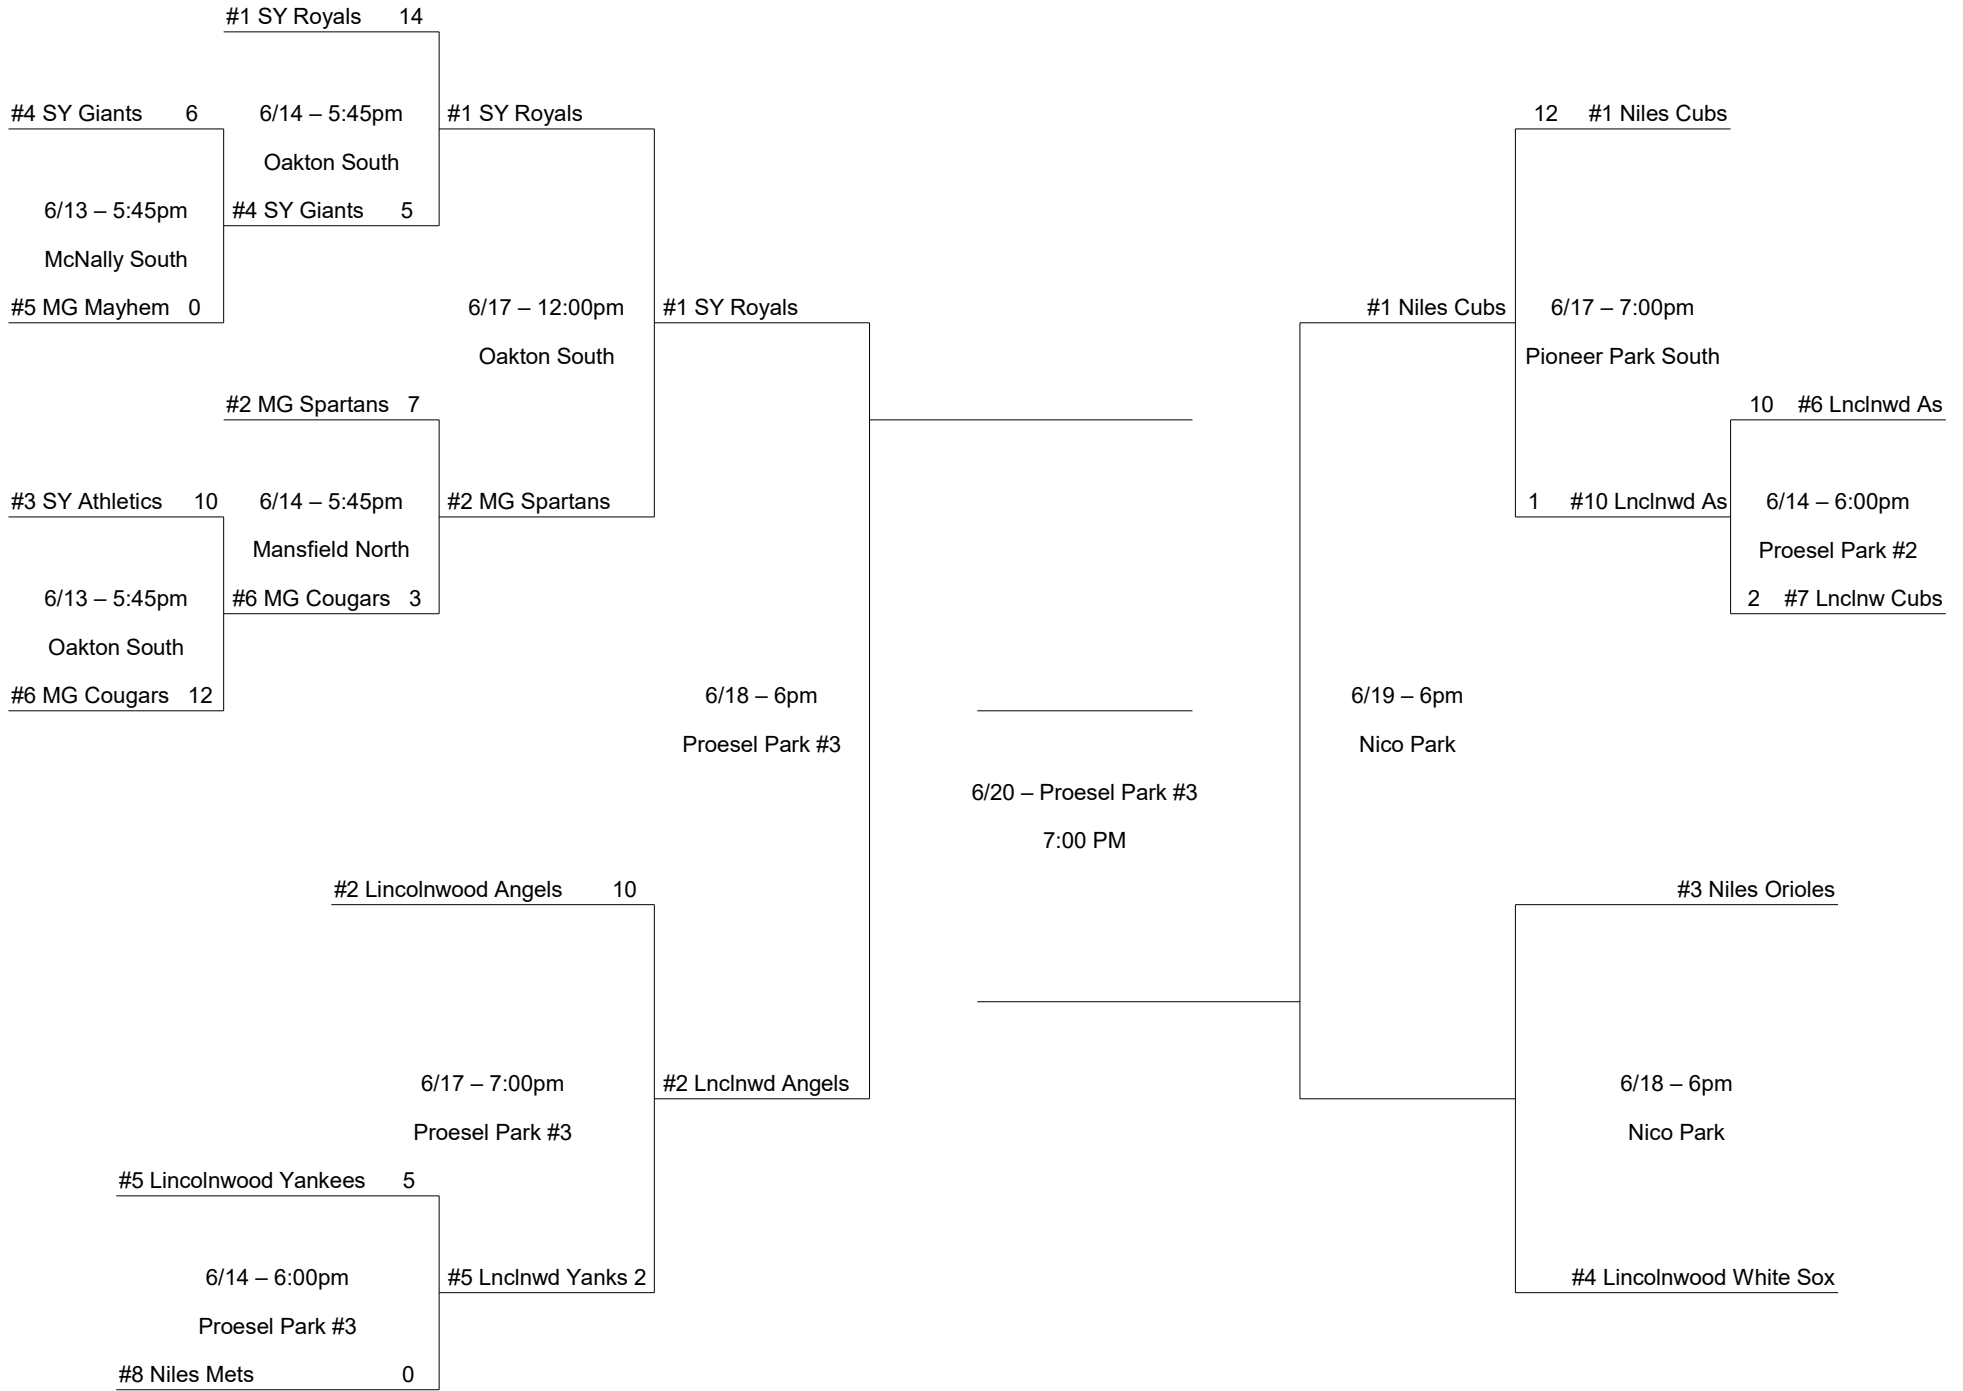 #1 SY Royals 14
#4 SY Giants 6
6/14 – 5:45pm
#1 SY Royals
12 #1 Niles Cubs
Oakton South
6/13 – 5:45pm
#4 SY Giants 5
McNally South
#5 MG Mayhem 0
6/17 – 12:00pm
#1 SY Royals
#1 Niles Cubs
6/17 – 7:00pm
Oakton South
Pioneer Park South
#2 MG Spartans 7
10 #6 Lnclnwd As
#3 SY Athletics 10
6/14 – 5:45pm
#2 MG Spartans
1 #10 Lnclnwd As
6/14 – 6:00pm
Mansfield North
Proesel Park #2
6/13 – 5:45pm
#6 MG Cougars 3
2 #7 Lnclnw Cubs
Oakton South
#6 MG Cougars 12
6/18 – 6pm
6/19 – 6pm
Proesel Park #3
Nico Park
6/20 – Proesel Park #3
7:00 PM
#2 Lincolnwood Angels 10
#3 Niles Orioles
6/17 – 7:00pm
#2 Lnclnwd Angels
6/18 – 6pm
Proesel Park #3
Nico Park
#5 Lincolnwood Yankees 5
6/14 – 6:00pm
#5 Lnclnwd Yanks 2
#4 Lincolnwood White Sox
Proesel Park #3
#8 Niles Mets 0